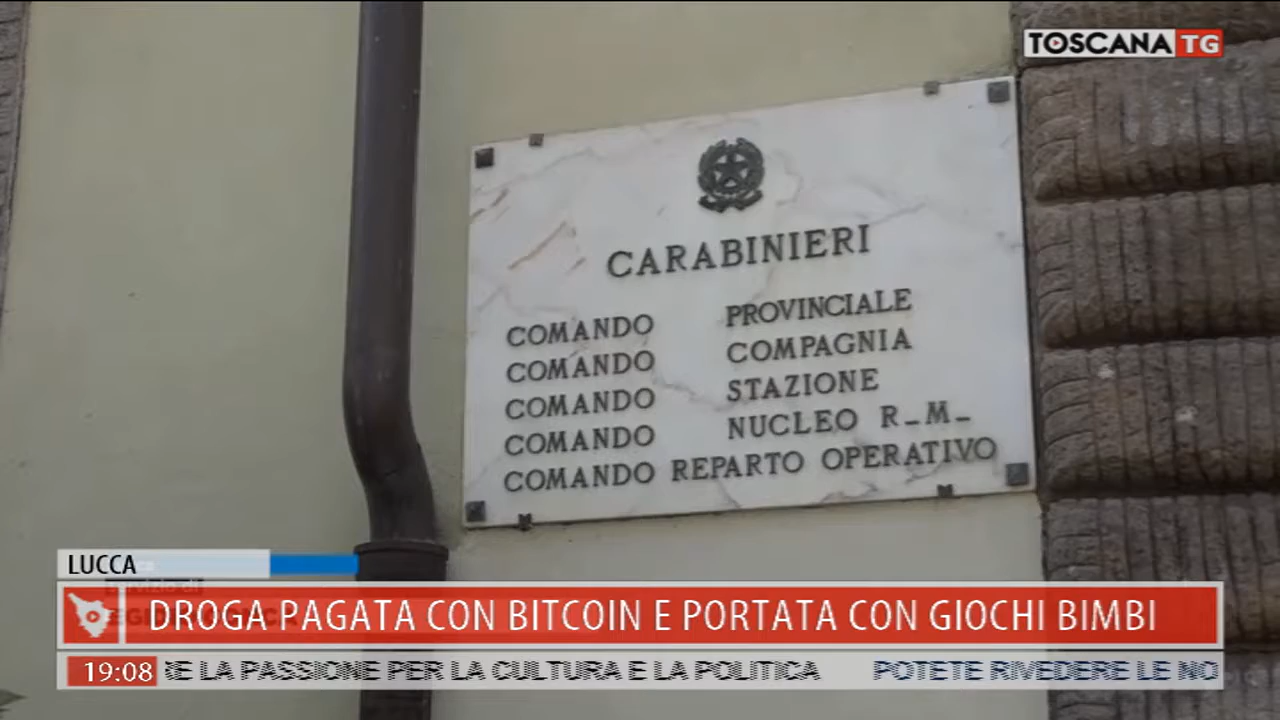 TOSCANA TG
CARABINIERI
COMANDO PROVINCIALE
COMANDO COMPAGNIA
COMANDO STAZIONE
COMANDO NUCLEO R_M_
COMANDO REPARTO OPERATIVO
LUCCA
DROGA PAGATA CON BITCOIN E PORTATA CON GIOCHI BIMBI
19:08 LA PASSIONE PER LA CULTURA E LA POLITICA POTETE RIVEDERE LE NO